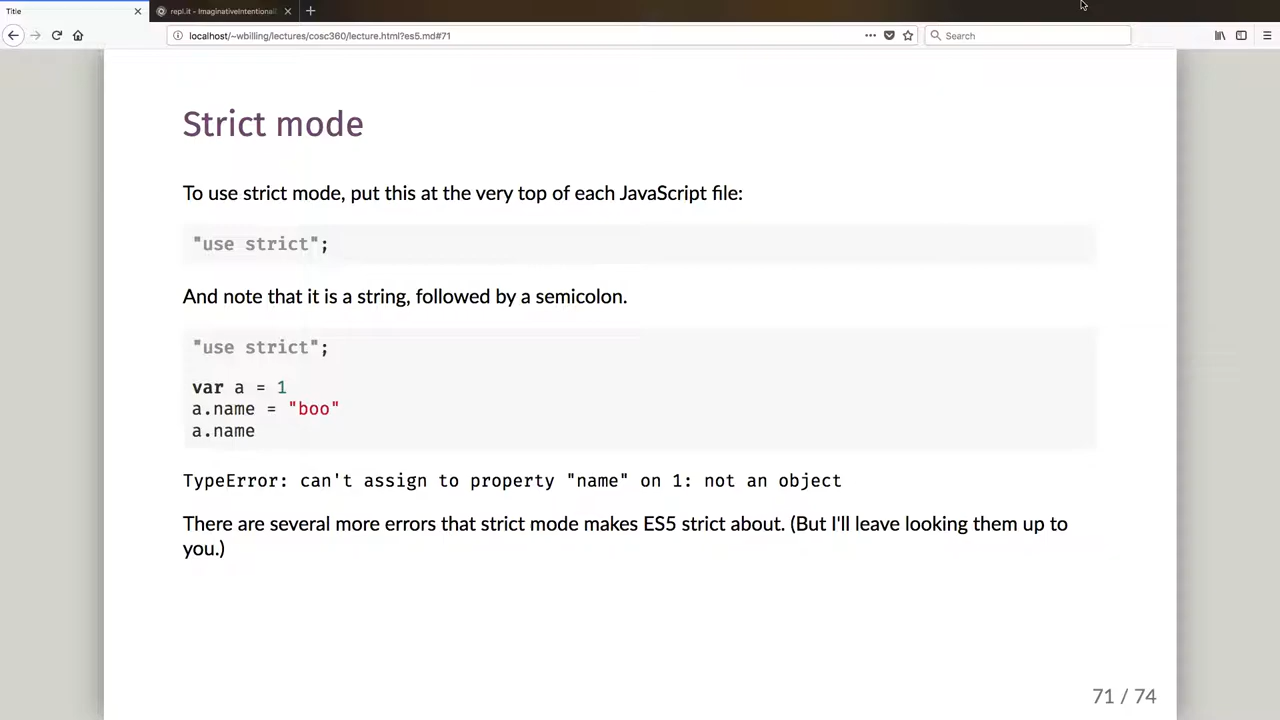 Title
repl.it - ImaginativeIntentional
localhost/~wbilling/lectures/cosc360/lecture.html?es5.md#71
Search
Strict mode
To use strict mode, put this at the very top of each JavaScript file:
"use strict";
And note that it is a string, followed by a semicolon.
"use strict";
var a = 1
a.name = "boo"
a.name
TypeError: can't assign to property "name" on 1: not an object
There are several more errors that strict mode makes ES5 strict about. (But I'll leave looking them up to
you.)
71 / 74